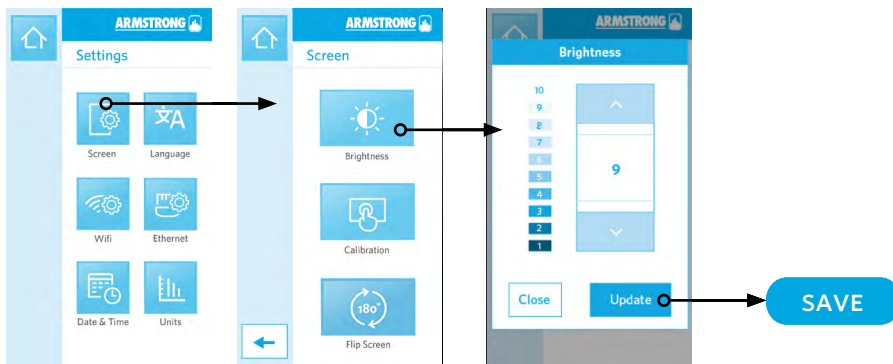 ARMSTRONG
Settings
Screen
Language
Wifi
Ethernet
Date & Time
Units
ARMSTRONG
Screen
Brightness
Calibration
180°
Flip Screen
ARMSTRONG
Brightness
10
9
8
7
6
5
4
3
2
1
9
Close
Update
SAVE